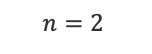 n = 2